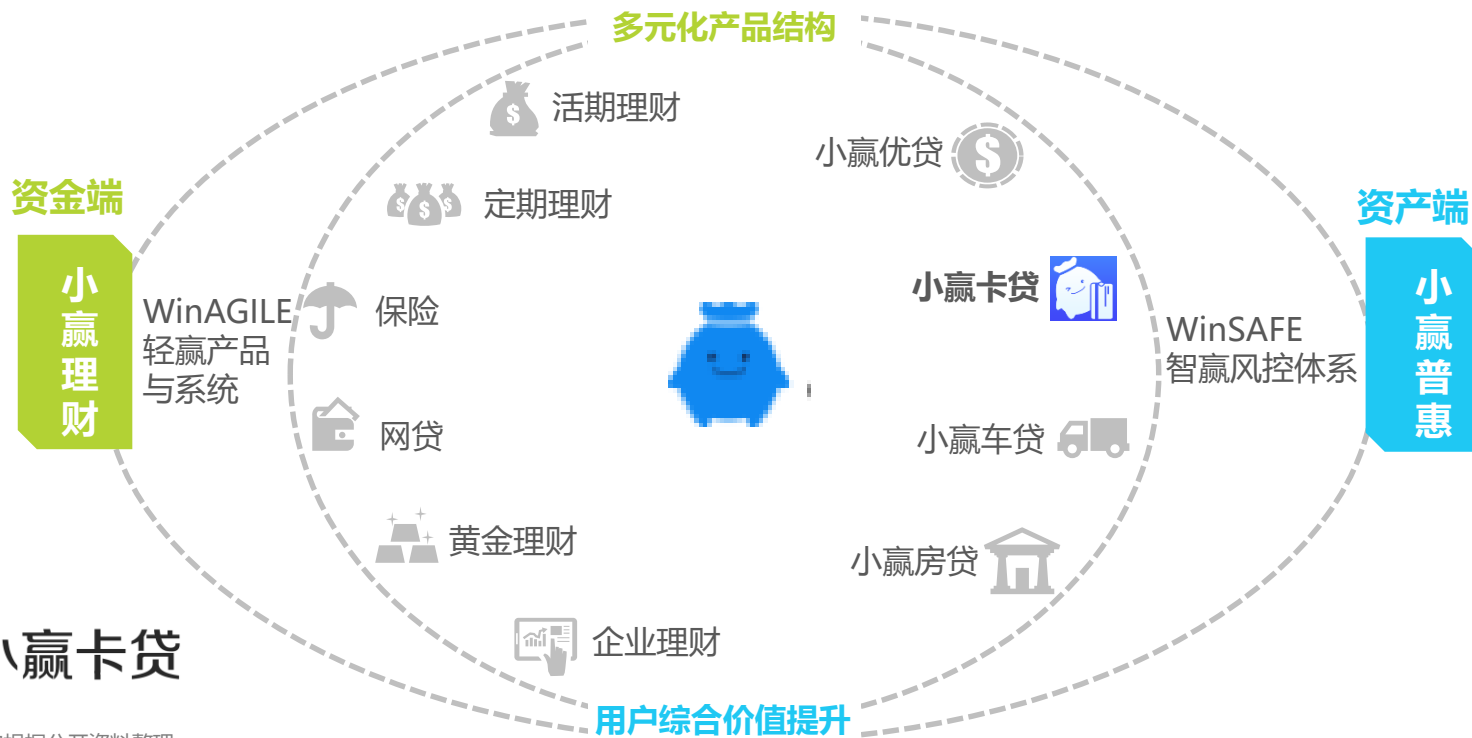 多元化产品结构
活期理财
小赢优贷
资金端
定期理财
资产端
小赢理财
WinAGILE
轻赢产品
与系统
保险
小赢卡贷
WinSAFE
智赢风控体系
小赢普惠
网贷
小赢车贷
黄金理财
小赢房贷
企业理财
赢卡贷
用户综合价值提升